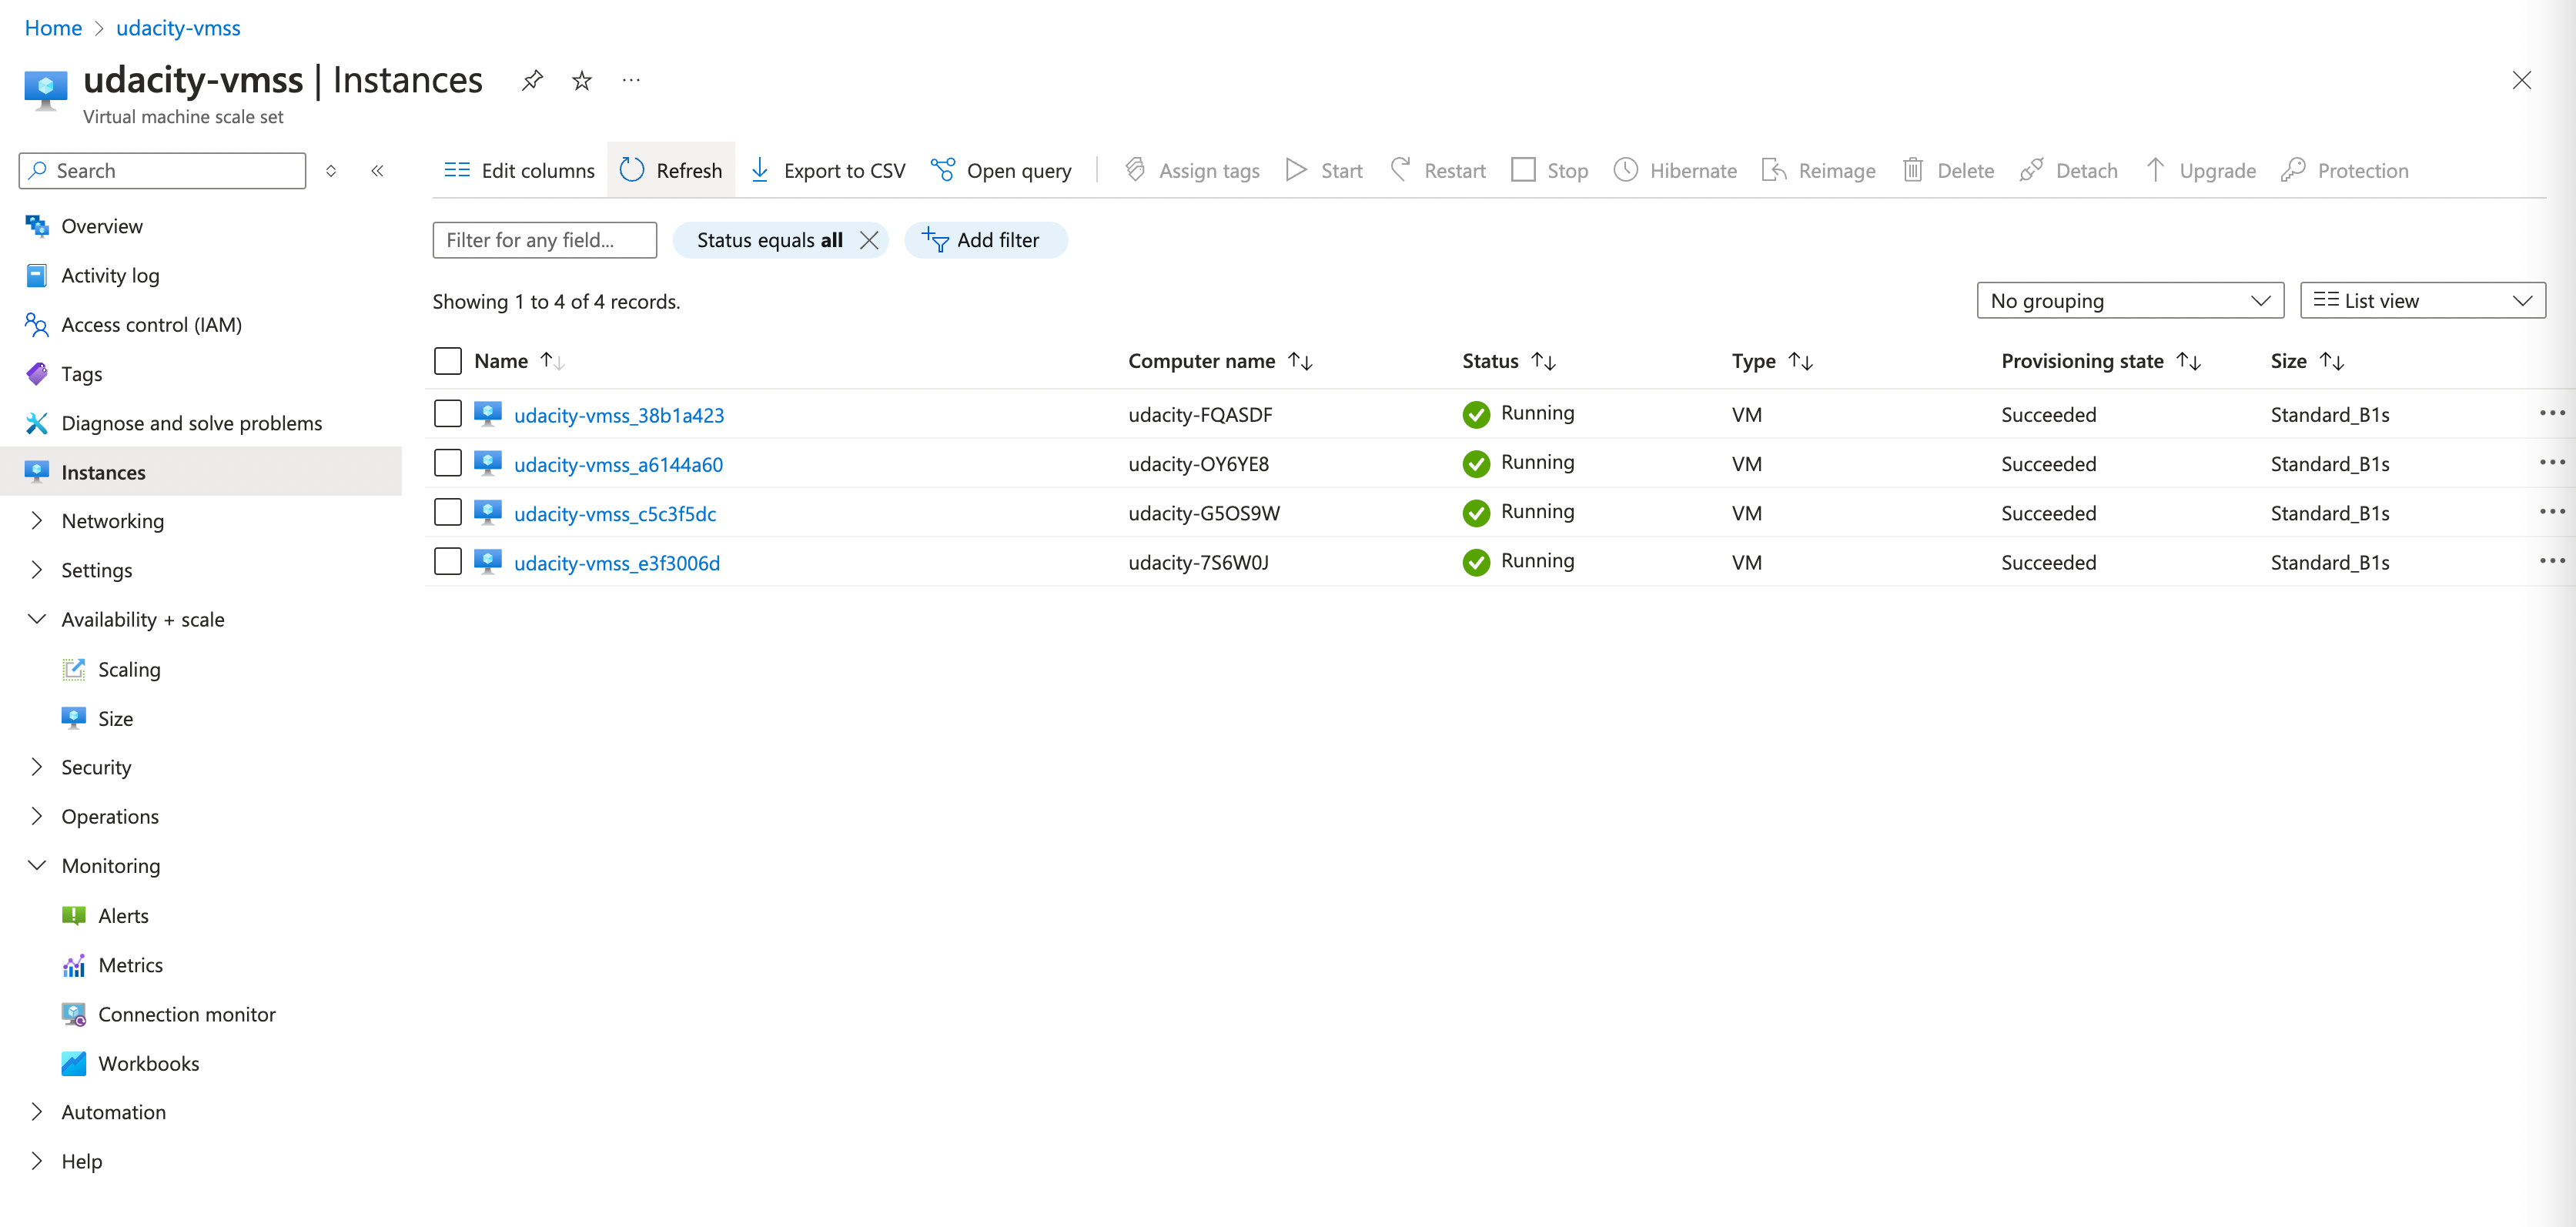 Home > udacity-vmss
udacity-vmss | Instances
Virtual machine scale set
Search
Overview
Activity log
Access control (IAM)
Tags
Diagnose and solve problems
Instances
Networking
Settings
Availability + scale
Scaling
Size
Security
Operations
Monitoring
Alerts
Metrics
Connection monitor
Workbooks
Automation
Help
Edit columns Refresh Export to CSV Open query Assign tags Start Restart Stop Hibernate Reimage Delete Detach Upgrade Protection
Filter for any field... Status equals all Add filter
Showing 1 to 4 of 4 records. No grouping List view
Name Computer name Status Type Provisioning state Size
udacity-vmss_38b1a423 udacity-FQASDF Running VM Succeeded Standard_B1s
udacity-vmss_a6144a60 udacity-OY6YE8 Running VM Succeeded Standard_B1s
udacity-vmss_c5c3f5dc udacity-G5OS9W Running VM Succeeded Standard_B1s
udacity-vmss_e3f3006d udacity-7S6W0J Running VM Succeeded Standard_B1s